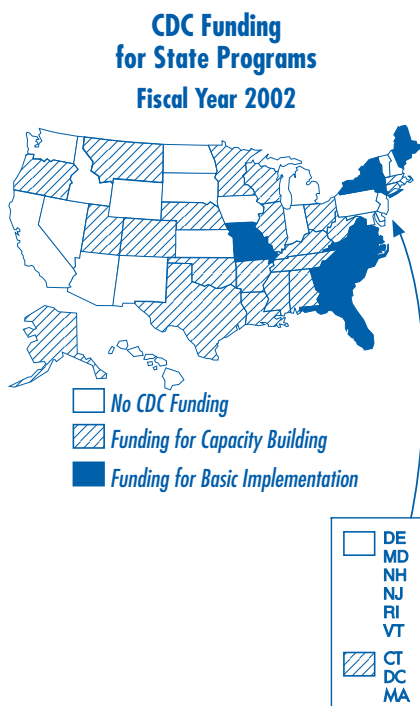 CDC Funding
for State Programs
Fiscal Year 2002
No CDC Funding
Funding for Capacity Building
Funding for Basic Implementation
DE
MD
NH
NJ
RI
VT
CT
DC
MA